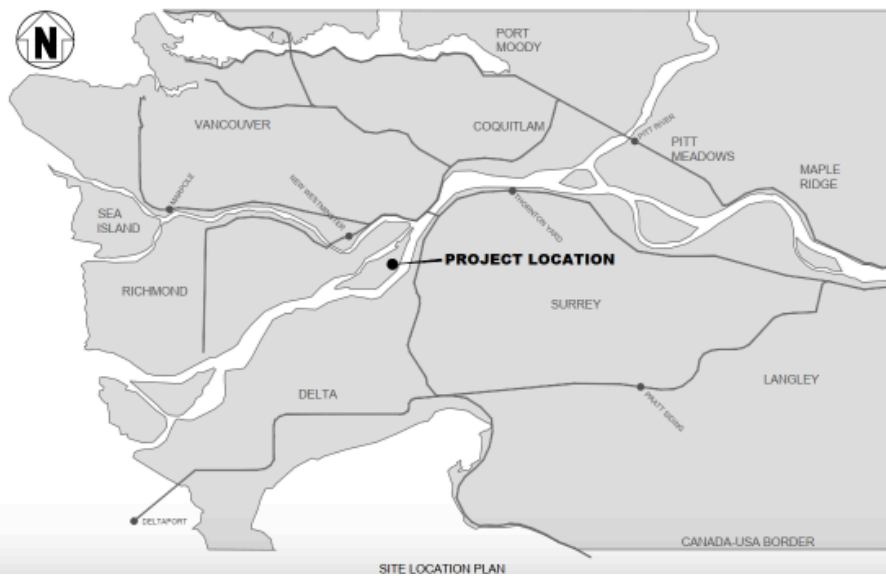 N
PORT
MOODY
VANCOUVER
COQUITLAM
PITT RIVER
PITT
MEADOWS
MAPLE
RIDGE
MARPOLE
NEW WESTMINSTER
THORNTON YARD
SEA
ISLAND
PROJECT LOCATION
RICHMOND
SURREY
DELTA
LANGLEY
PRATT SIDING
DELTAPORT
CANADA-USA BORDER
SITE LOCATION PLAN